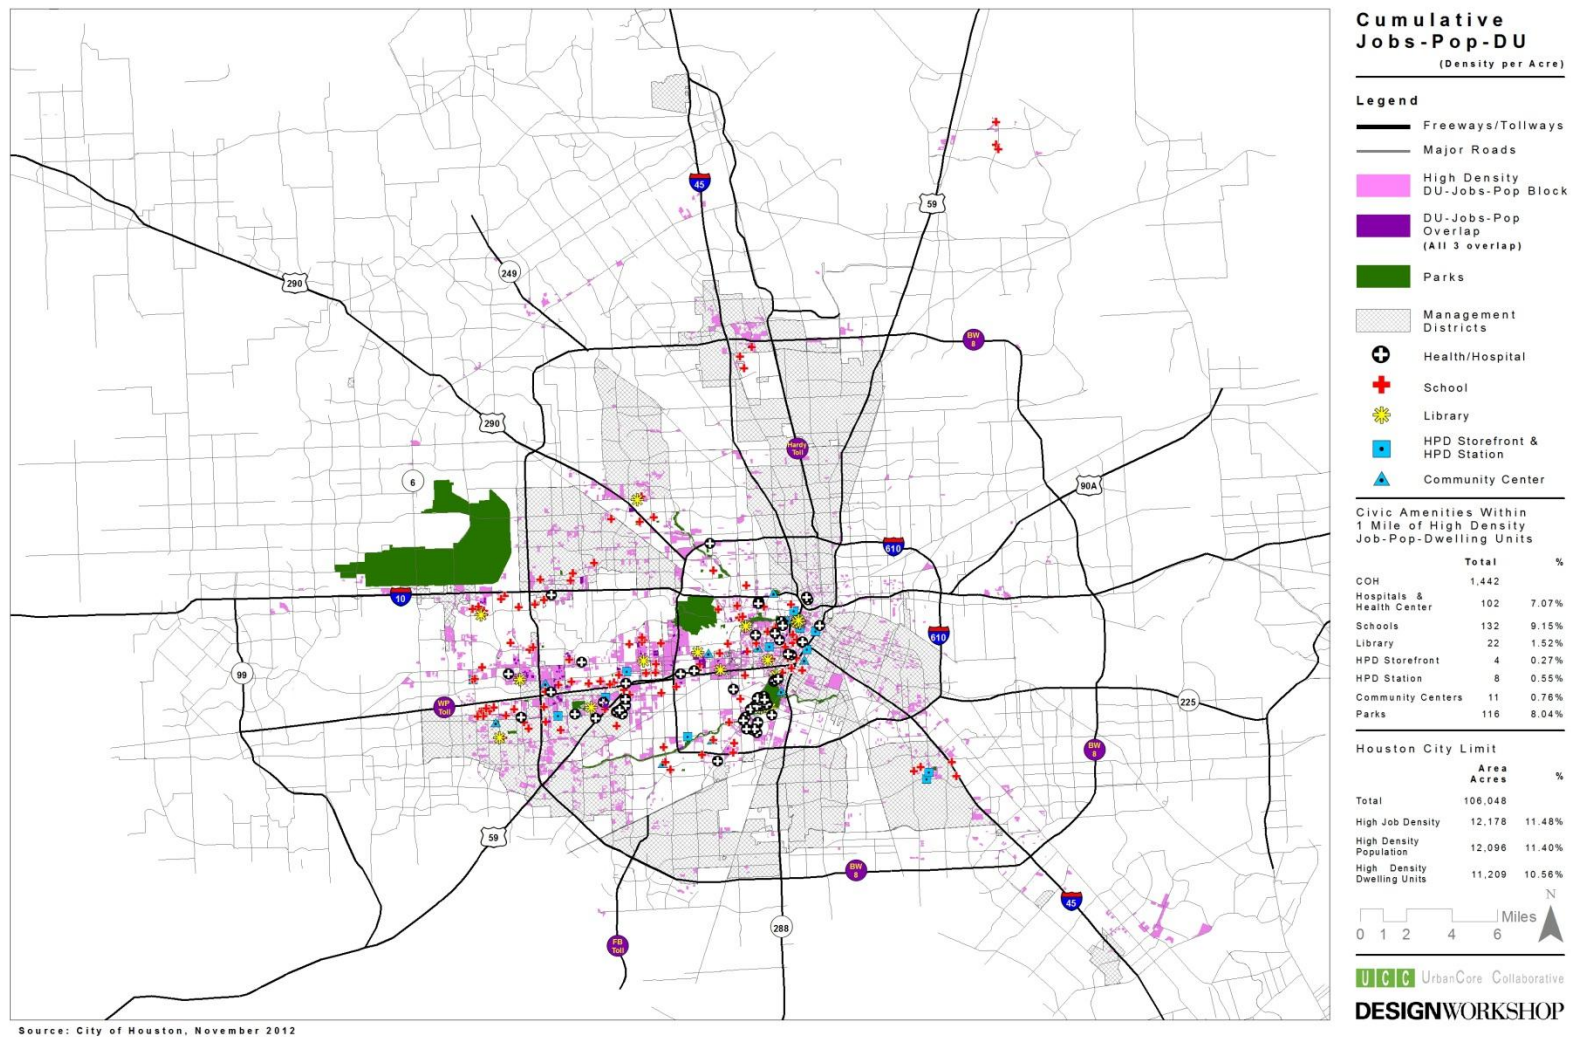 Cumulative
Jobs-Pop-DU
(Density per Acre)
Legend
Freeways/Tollways
Major Roads
High Density
DU-Jobs-Pop Block
DU-Jobs-Pop
Overlap
(All 3 overlap)
Parks
Management
Districts
Health/Hospital
School
Library
HPD Storefront &
HPD Station
Community Center
Civic Amenities Within
1 Mile of High Density
Job-Pop-Dwelling Units
Total %
COH 1,442
Hospitals &
Health Center 102 7.07%
Schools 132 9.15%
Library 22 1.52%
HPD Storefront 4 0.27%
HPD Station 8 0.55%
Community Centers 11 0.76%
Parks 116 8.04%
Houston City Limit
Area
Acres %
Total 106,048
High Job Density 12,178 11.48%
High Density
Population 12,096 11.40%
High Density
Dwelling Units 11,209 10.56%
N
Miles
0 1 2 4 6
UCC UrbanCore Collaborative
DESIGNWORKSHOP
45
59
249
290
BW
8
290
Hardy
Toll
6
90A
610
10
610
99
WP
Toll
225
BW
8
59
BW
8
45
288
FB
Toll
Source: City of Houston, November 2012